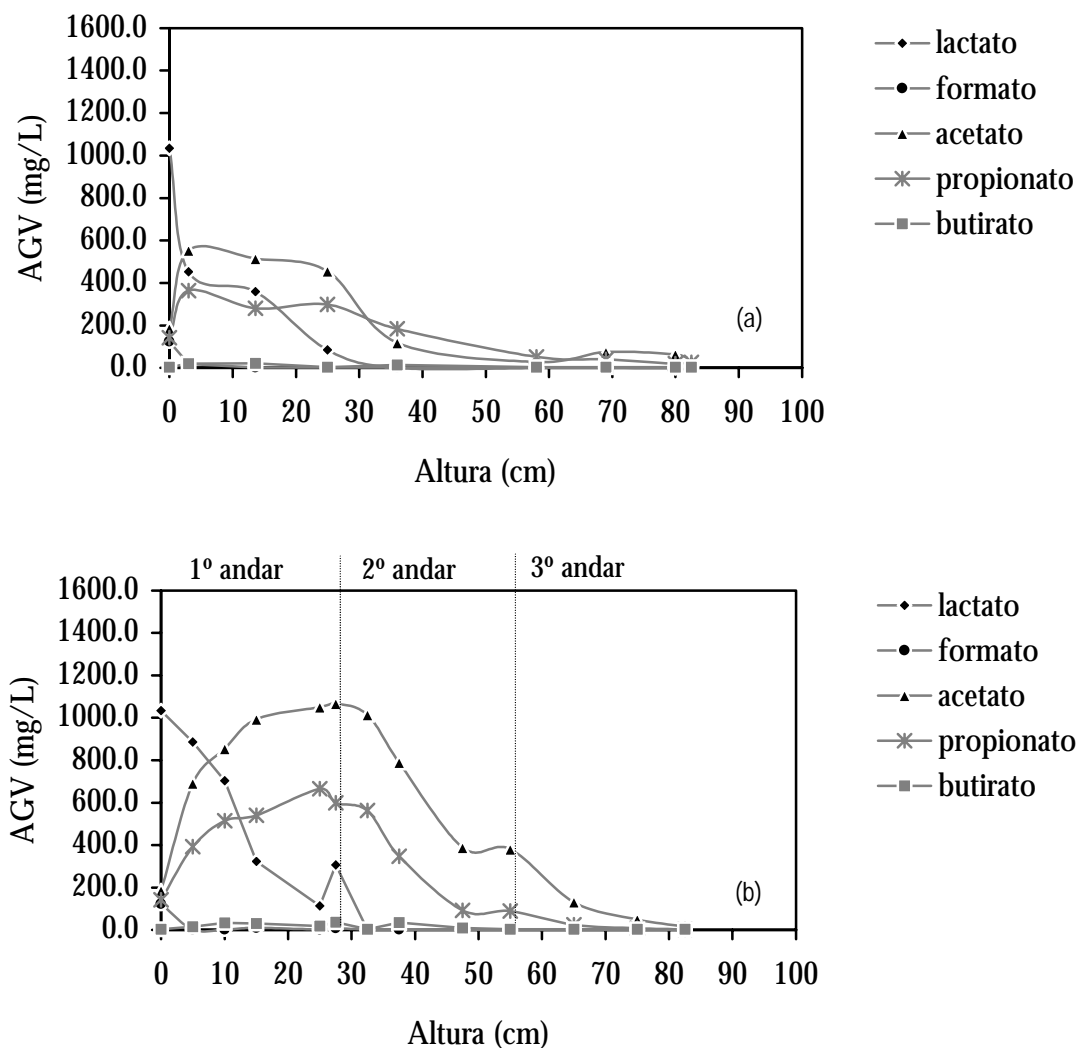 1600.0
1400.0
1200.0
1000.0
800.0
600.0
400.0
200.0
0.0
AGV (mg/L)
0 10 20 30 40 50 60 70 80 90 100
Altura (cm)
(a)
lactato
formato
acetato
propionato
butirato
1º andar 2º andar 3º andar
1600.0
1400.0
1200.0
1000.0
800.0
600.0
400.0
200.0
0.0
AGV (mg/L)
0 10 20 30 40 50 60 70 80 90 100
Altura (cm)
(b)
lactato
formato
acetato
propionato
butirato